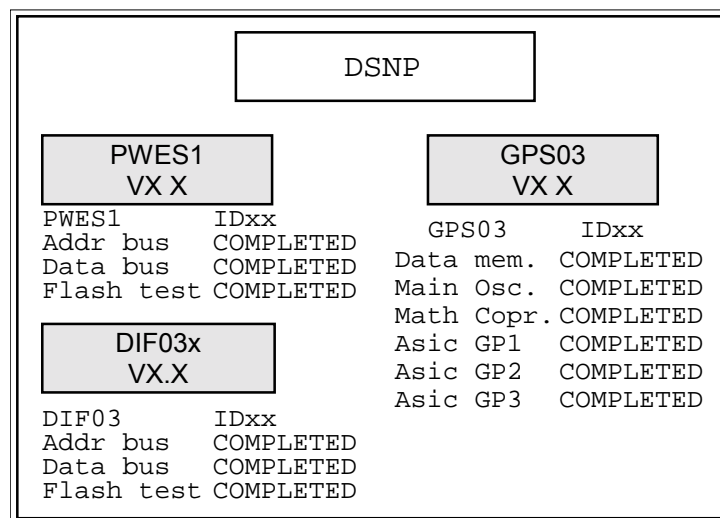 DSNP
PWES1
VX X
PWES1 IDxx
Addr bus COMPLETED
Data bus COMPLETED
Flash test COMPLETED
DIF03x
VX.X
DIF03 IDxx
Addr bus COMPLETED
Data bus COMPLETED
Flash test COMPLETED
GPS03
VX X
GPS03 IDxx
Data mem. COMPLETED
Main Osc. COMPLETED
Math Copr. COMPLETED
Asic GP1 COMPLETED
Asic GP2 COMPLETED
Asic GP3 COMPLETED